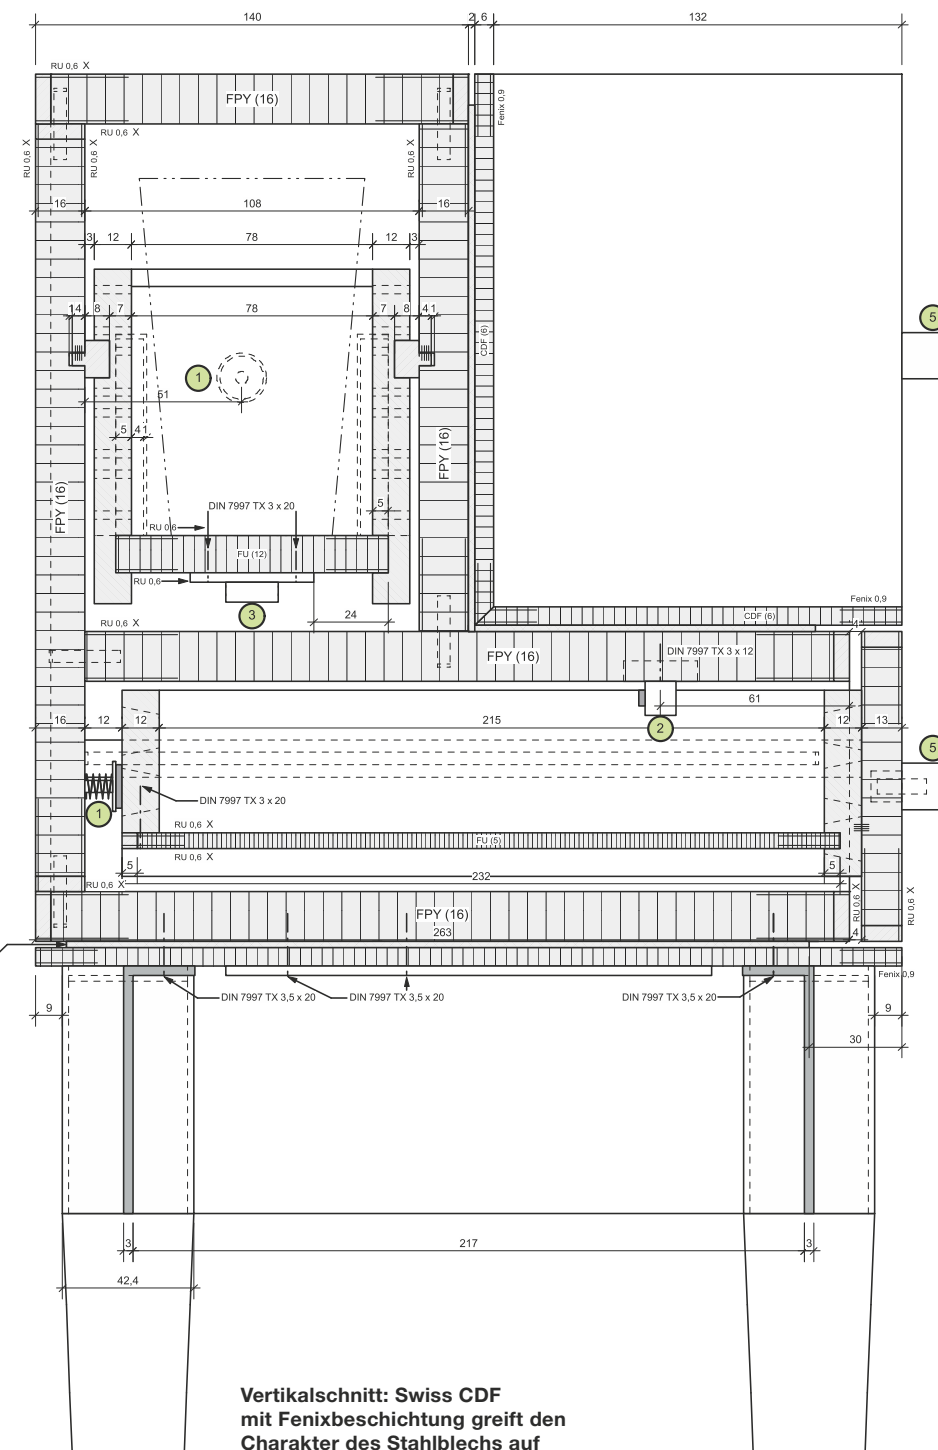 140
2
6
132
RU 0,6 X
FPY (16)
RU 0,6 X
RU 0,6 X
RU 0,6 X
RU 0,6 X
Fenix 0,9
16
108
16
3
12
78
12
3
14
8
7
78
7
8
41
5
1
51
CDF (6)
5
41
FPY (16)
FPY (16)
5
DIN 7997 TX 3 x 20
RU 0,6
FU (12)
RU 0,6
3
24
Fenix 0,9
CDF (6)
RU 0,6 X
4
FPY (16)
DIN 7997 TX 3 x 12
61
16
12
12
215
2
12
13
5
1
DIN 7997 TX 3 x 20
RU 0,6 X
FU (5)
RU 0,6 X
5
5
232
RU 0,6 X
RU 0,6 X
RU 0,6 X
FPY (16)
263
4
Fenix 0,9
DIN 7997 TX 3,5 x 20
DIN 7997 TX 3,5 x 20
DIN 7997 TX 3,5 x 20
9
9
30
3
217
3
42,4
Vertikalschnitt: Swiss CDF
mit Fenixbeschichtung greift den
Charakter des Stahlblechs auf